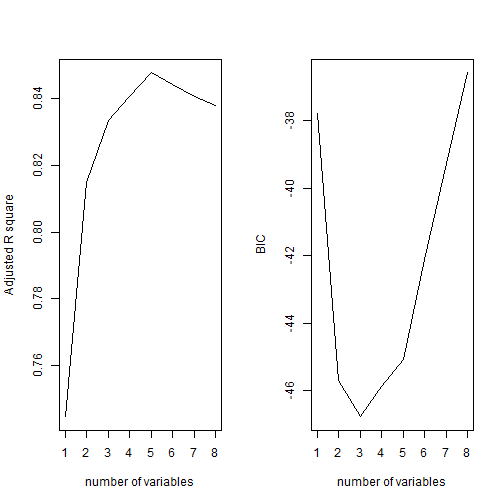 Adjusted R square
0.84
0.82
0.80
0.78
0.76
1 2 3 4 5 6 7 8
number of variables
BIC
-38
-40
-42
-44
-46
1 2 3 4 5 6 7 8
number of variables